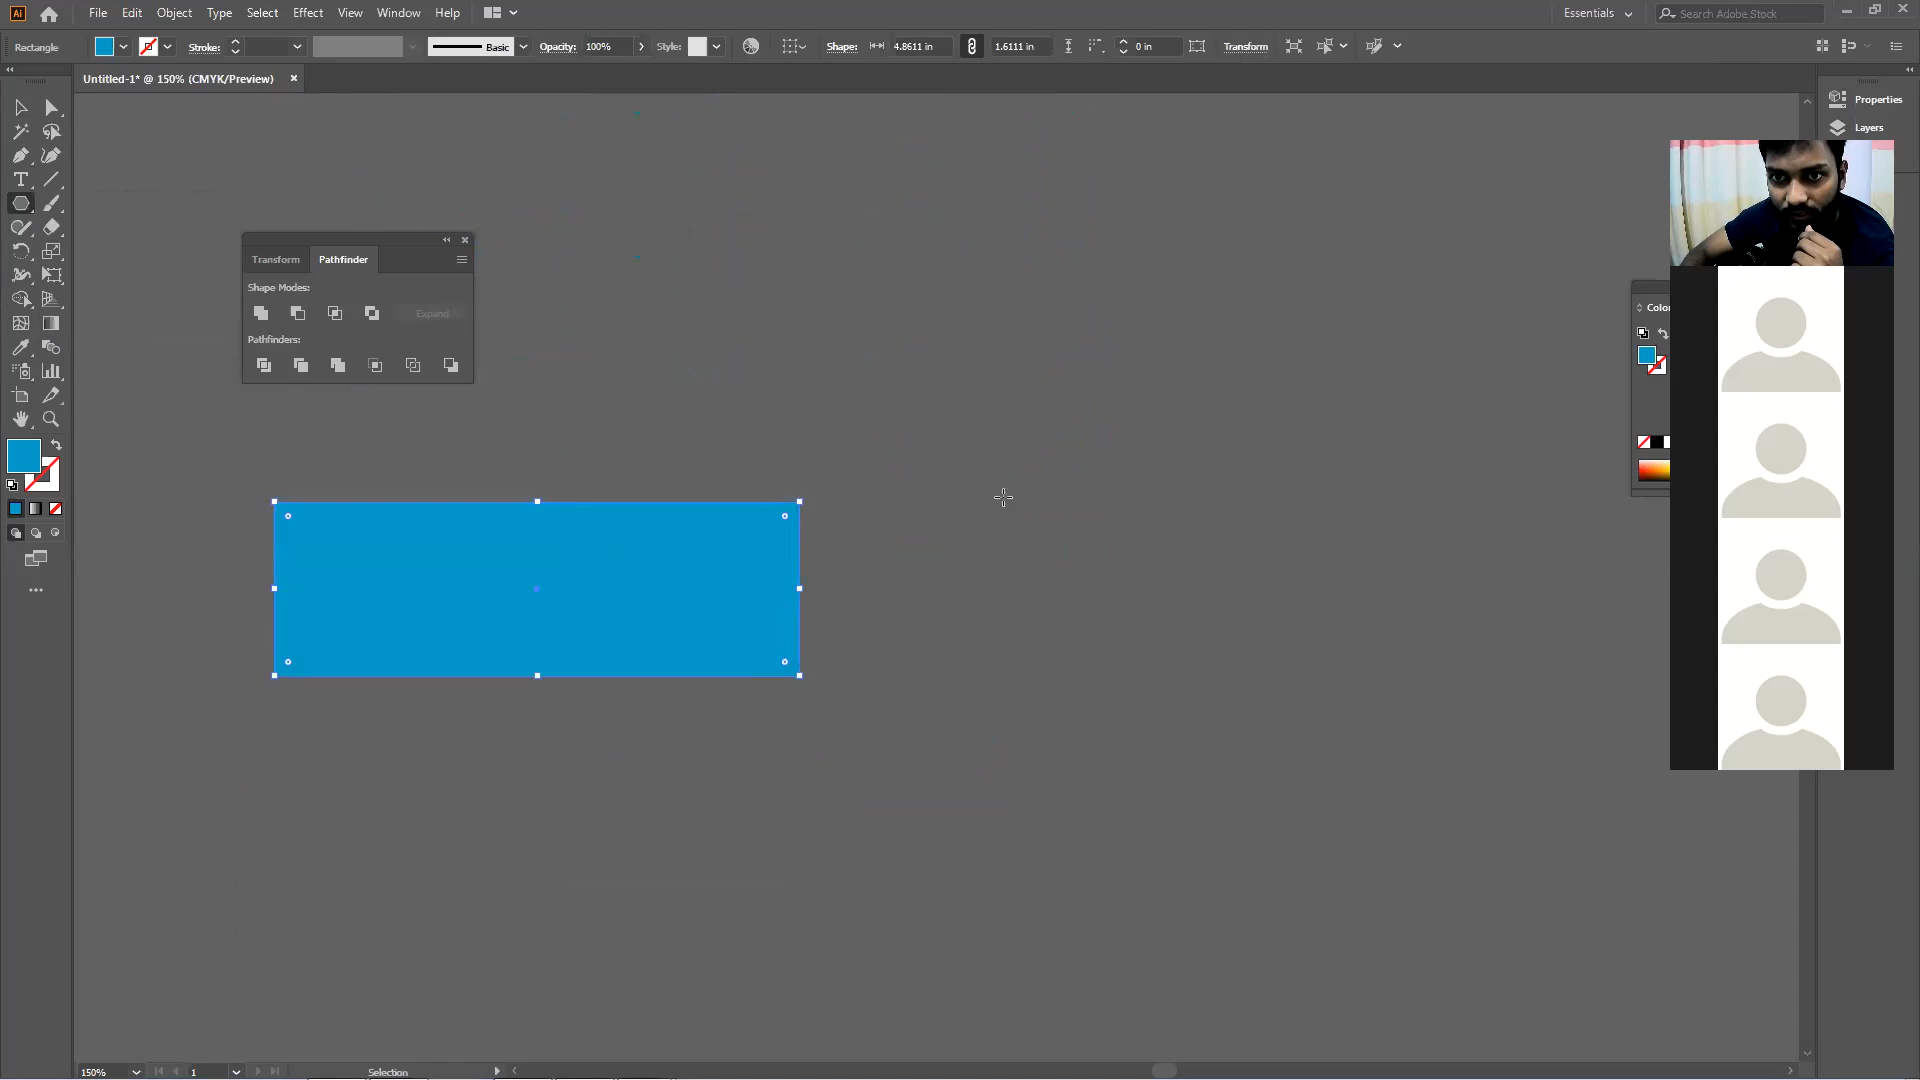 Ai File Edit Object Type Select Effect View Window Help Essentials Search Adobe Stock
Rectangle Stroke: Basic Opacity: 100% Style: Shape: 4.8611 in 1.6111 in 0 in Transform
Untitled-1* @ 150% (CMYK/Preview)
Properties
Layers
Transform Pathfinder
Shape Modes:
Expand
Pathfinders:
Color
T
150% 1 Selection